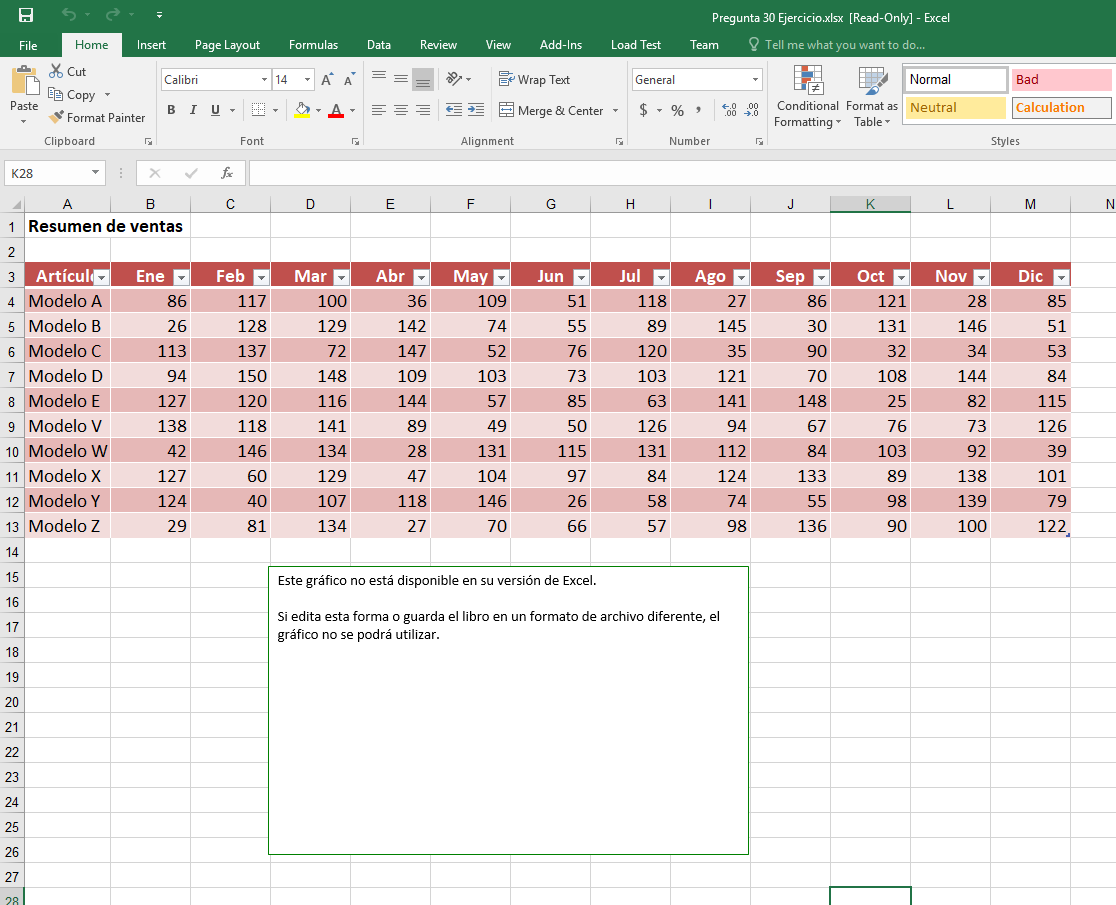 Pregunta 30 Ejercicio.xlsx [Read-Only] - Excel
File Home Insert Page Layout Formulas Data Review View Add-Ins Load Test Team Tell me what you want to do...
Paste Cut Copy Format Painter Clipboard
Calibri 14 A A B I U A Font
Wrap Text Merge & Center Alignment
General $ % , .0 .00 Number
Conditional Formatting Format as Table
Normal Bad Neutral Calculation Styles
K28 fx
A B C D E F G H I J K L M N
1 Resumen de ventas
2
3 Artícul Ene Feb Mar Abr May Jun Jul Ago Sep Oct Nov Dic
4 Modelo A 86 117 100 36 109 51 118 27 86 121 28 85
5 Modelo B 26 128 129 142 74 55 89 145 30 131 146 51
6 Modelo C 113 137 72 147 52 76 120 35 90 32 34 53
7 Modelo D 94 150 148 109 103 73 103 121 70 108 144 84
8 Modelo E 127 120 116 144 57 85 63 141 148 25 82 115
9 Modelo V 138 118 141 89 49 50 126 94 67 76 73 126
10 Modelo W 42 146 134 28 131 115 131 112 84 103 92 39
11 Modelo X 127 60 129 47 104 97 84 124 133 89 138 101
12 Modelo Y 124 40 107 118 146 26 58 74 55 98 139 79
13 Modelo Z 29 81 134 27 70 66 57 98 136 90 100 122
14
15 Este gráfico no está disponible en su versión de Excel.
16
Si edita esta forma o guarda el libro en un formato de archivo diferente, el
17 gráfico no se podrá utilizar.
18
19
20
21
22
23
24
25
26
27
28